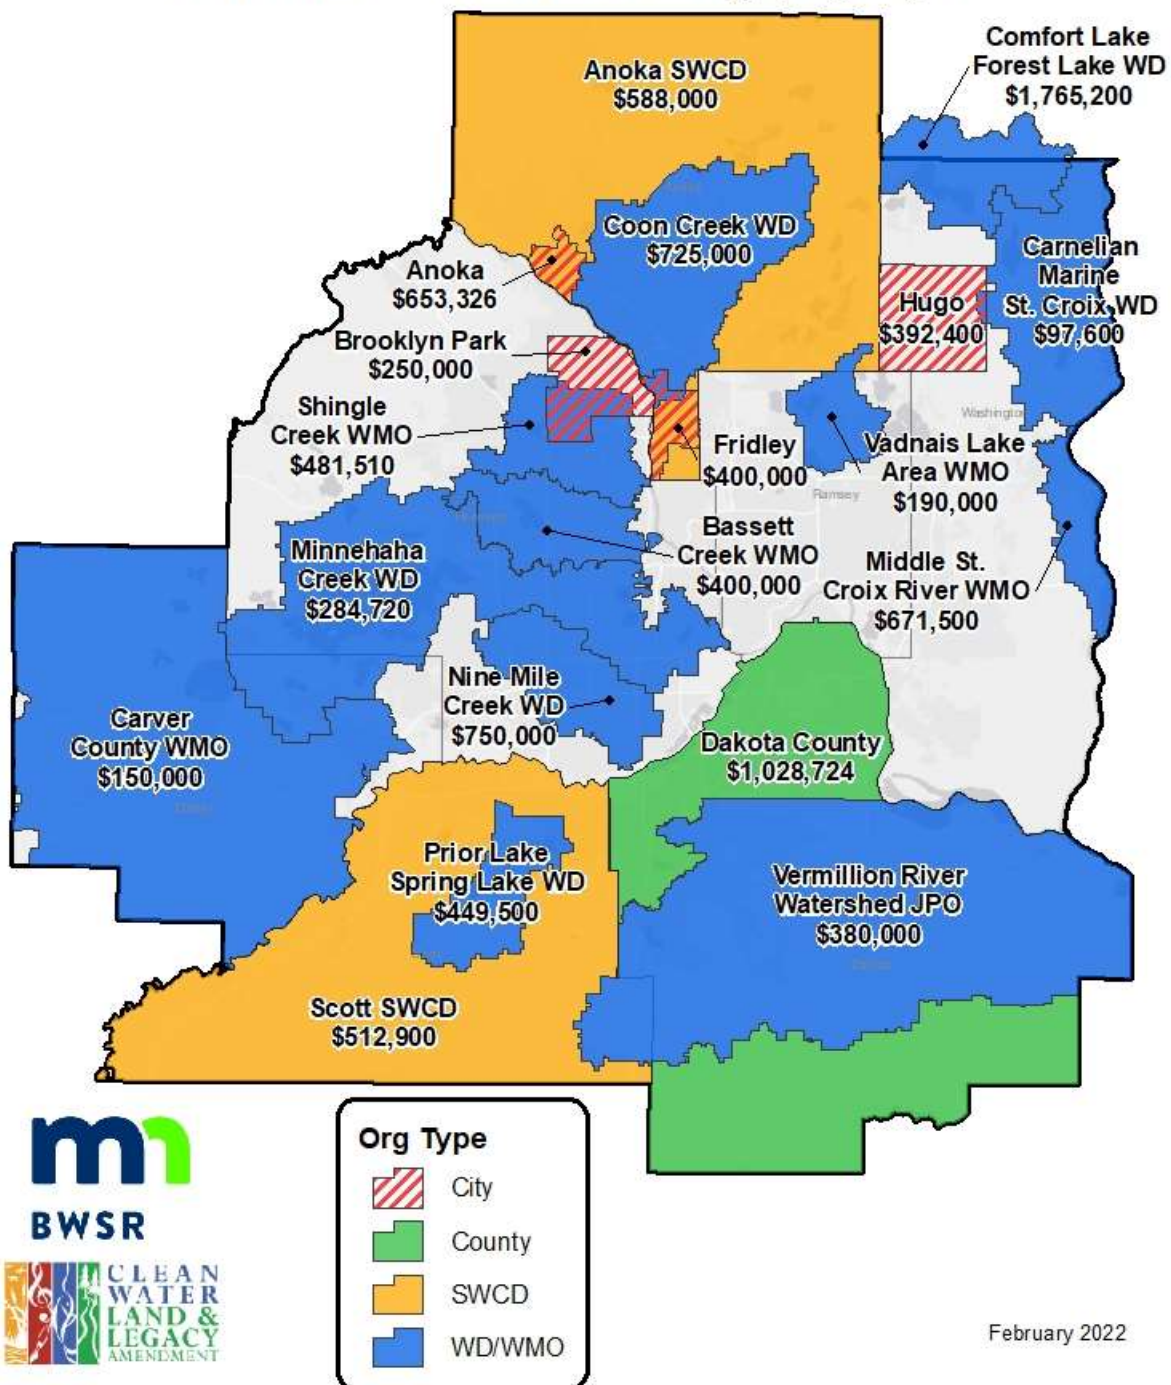 Comfort Lake
Forest Lake WD
$1,765,200
Anoka SWCD
$588,000
Coon Creek WD
$725,000
Anoka
$653,326
Carnelian
Marine
St. Croix WD
$97,600
Hugo
$392,400
Brooklyn Park
$250,000
Shingle
Creek WMO
$481,510
Washington
Fridley
$400,000
Vadnais Lake
Area WMO
$190,000
Ramsey
Bassett
Creek WMO
$400,000
Minnehaha
Creek WD
$284,720
Middle St.
Croix River WMO
$671,500
Nine Mile
Creek WD
$750,000
Carver
County WMO
$150,000
Dakota County
$1,028,724
Prior Lake
Spring Lake WD
$449,500
Vermillion River
Watershed JPO
$380,000
Scott SWCD
$512,900
Org Type
City
County
SWCD
WD/WMO
mn
BWSR
CLEAN
WATER
LAND &
LEGACY
AMENDMENT
February 2022